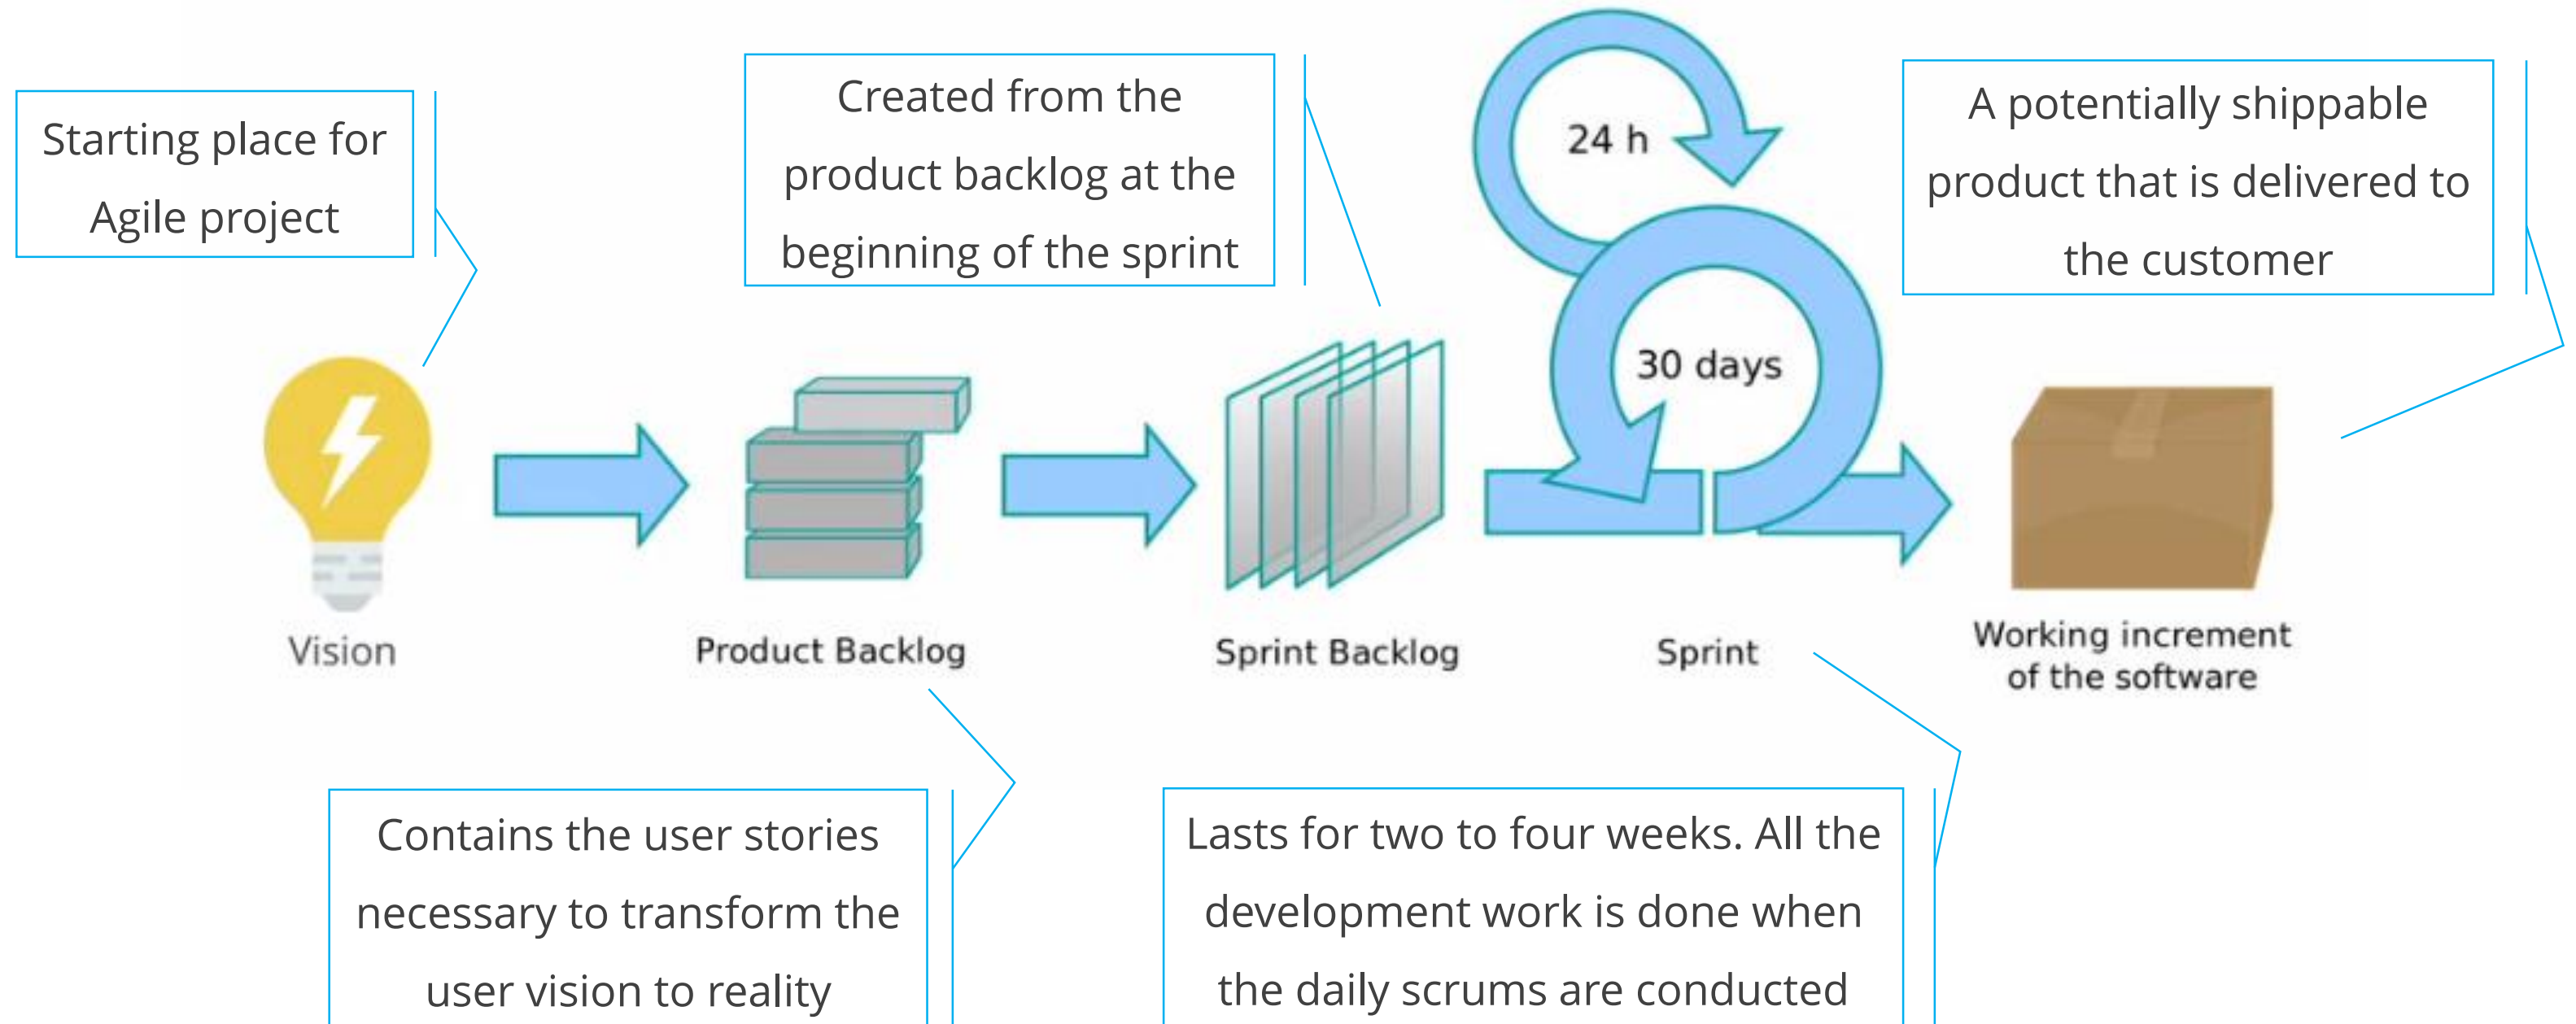 Starting place for
Agile project
Created from the
product backlog at the
beginning of the sprint
24 h
30 days
A potentially shippable
product that is delivered to
the customer
Vision
Product Backlog
Sprint Backlog
Sprint
Working increment
of the software
Contains the user stories
necessary to transform the
user vision to reality
Lasts for two to four weeks. All the
development work is done when
the daily scrums are conducted